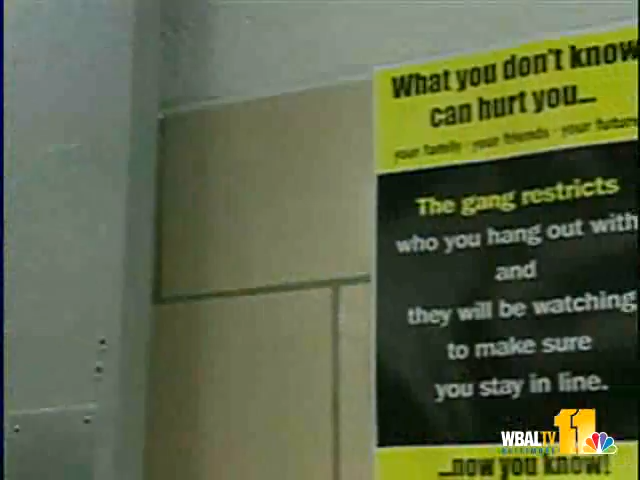 What you don't know
can hurt you...
your family · your friends · your future
The gang restricts
who you hang out with
and
they will be watching
to make sure
you stay in line.
...now you know!
WBALTV 11
BALTIMORE